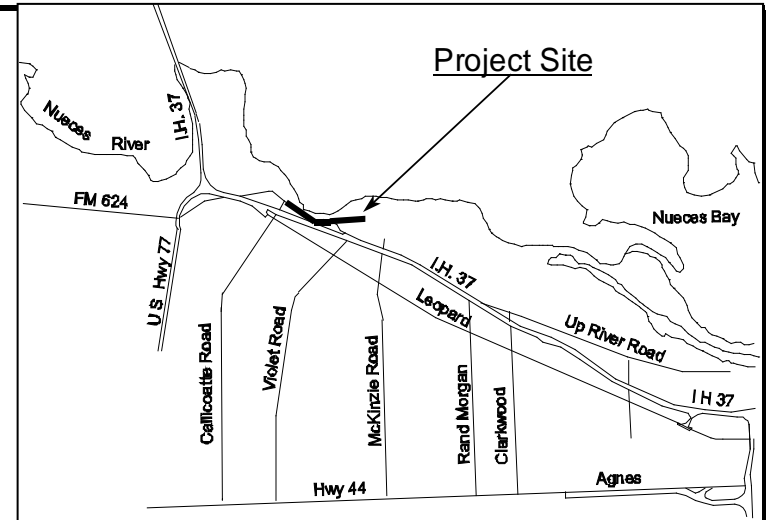 Project Site
I.H. 37
Nueces
River
FM 624
Nueces Bay
U S Hwy 77
I.H. 37
Leopard
Up River Road
Callicoatte Road
Violet Road
McKinzie Road
Rand Morgan
Clarkwood
I H 37
Agnes
Hwy 44